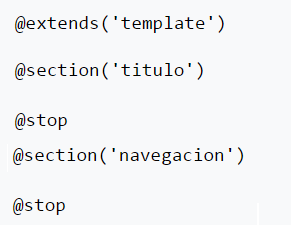 @extends('template')
@section('titulo')
@stop
@section('navegacion')
@stop